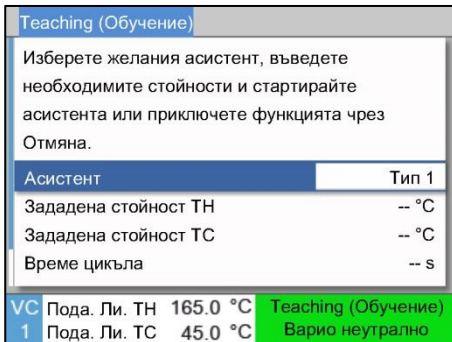 Teaching (Обучение)
Изберете желания асистент, въведете
необходимите стойности и стартирайте
асистента или приключете функцията чрез
Отмяна.
Асистент Тип 1
Зададена стойност TH -- °C
Зададена стойност TC -- °C
Време цикъла -- s
VC Пода. Ли. TH 165.0 °C Teaching (Обучение)
1 Пода. Ли. TC 45.0 °C Варио неутрално